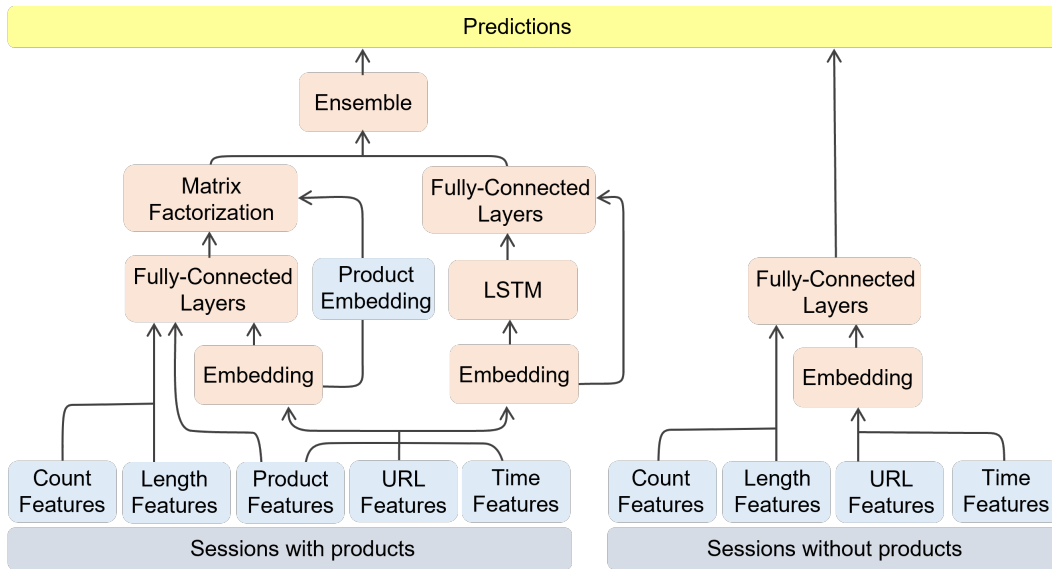 Predictions
Ensemble
Matrix
Factorization
Fully-Connected
Layers
Fully-Connected
Layers
Product
Embedding
LSTM
Fully-Connected
Layers
Embedding
Embedding
Embedding
Count
Features
Length
Features
Product
Features
URL
Features
Time
Features
Count
Features
Length
Features
URL
Features
Time
Features
Sessions with products
Sessions without products